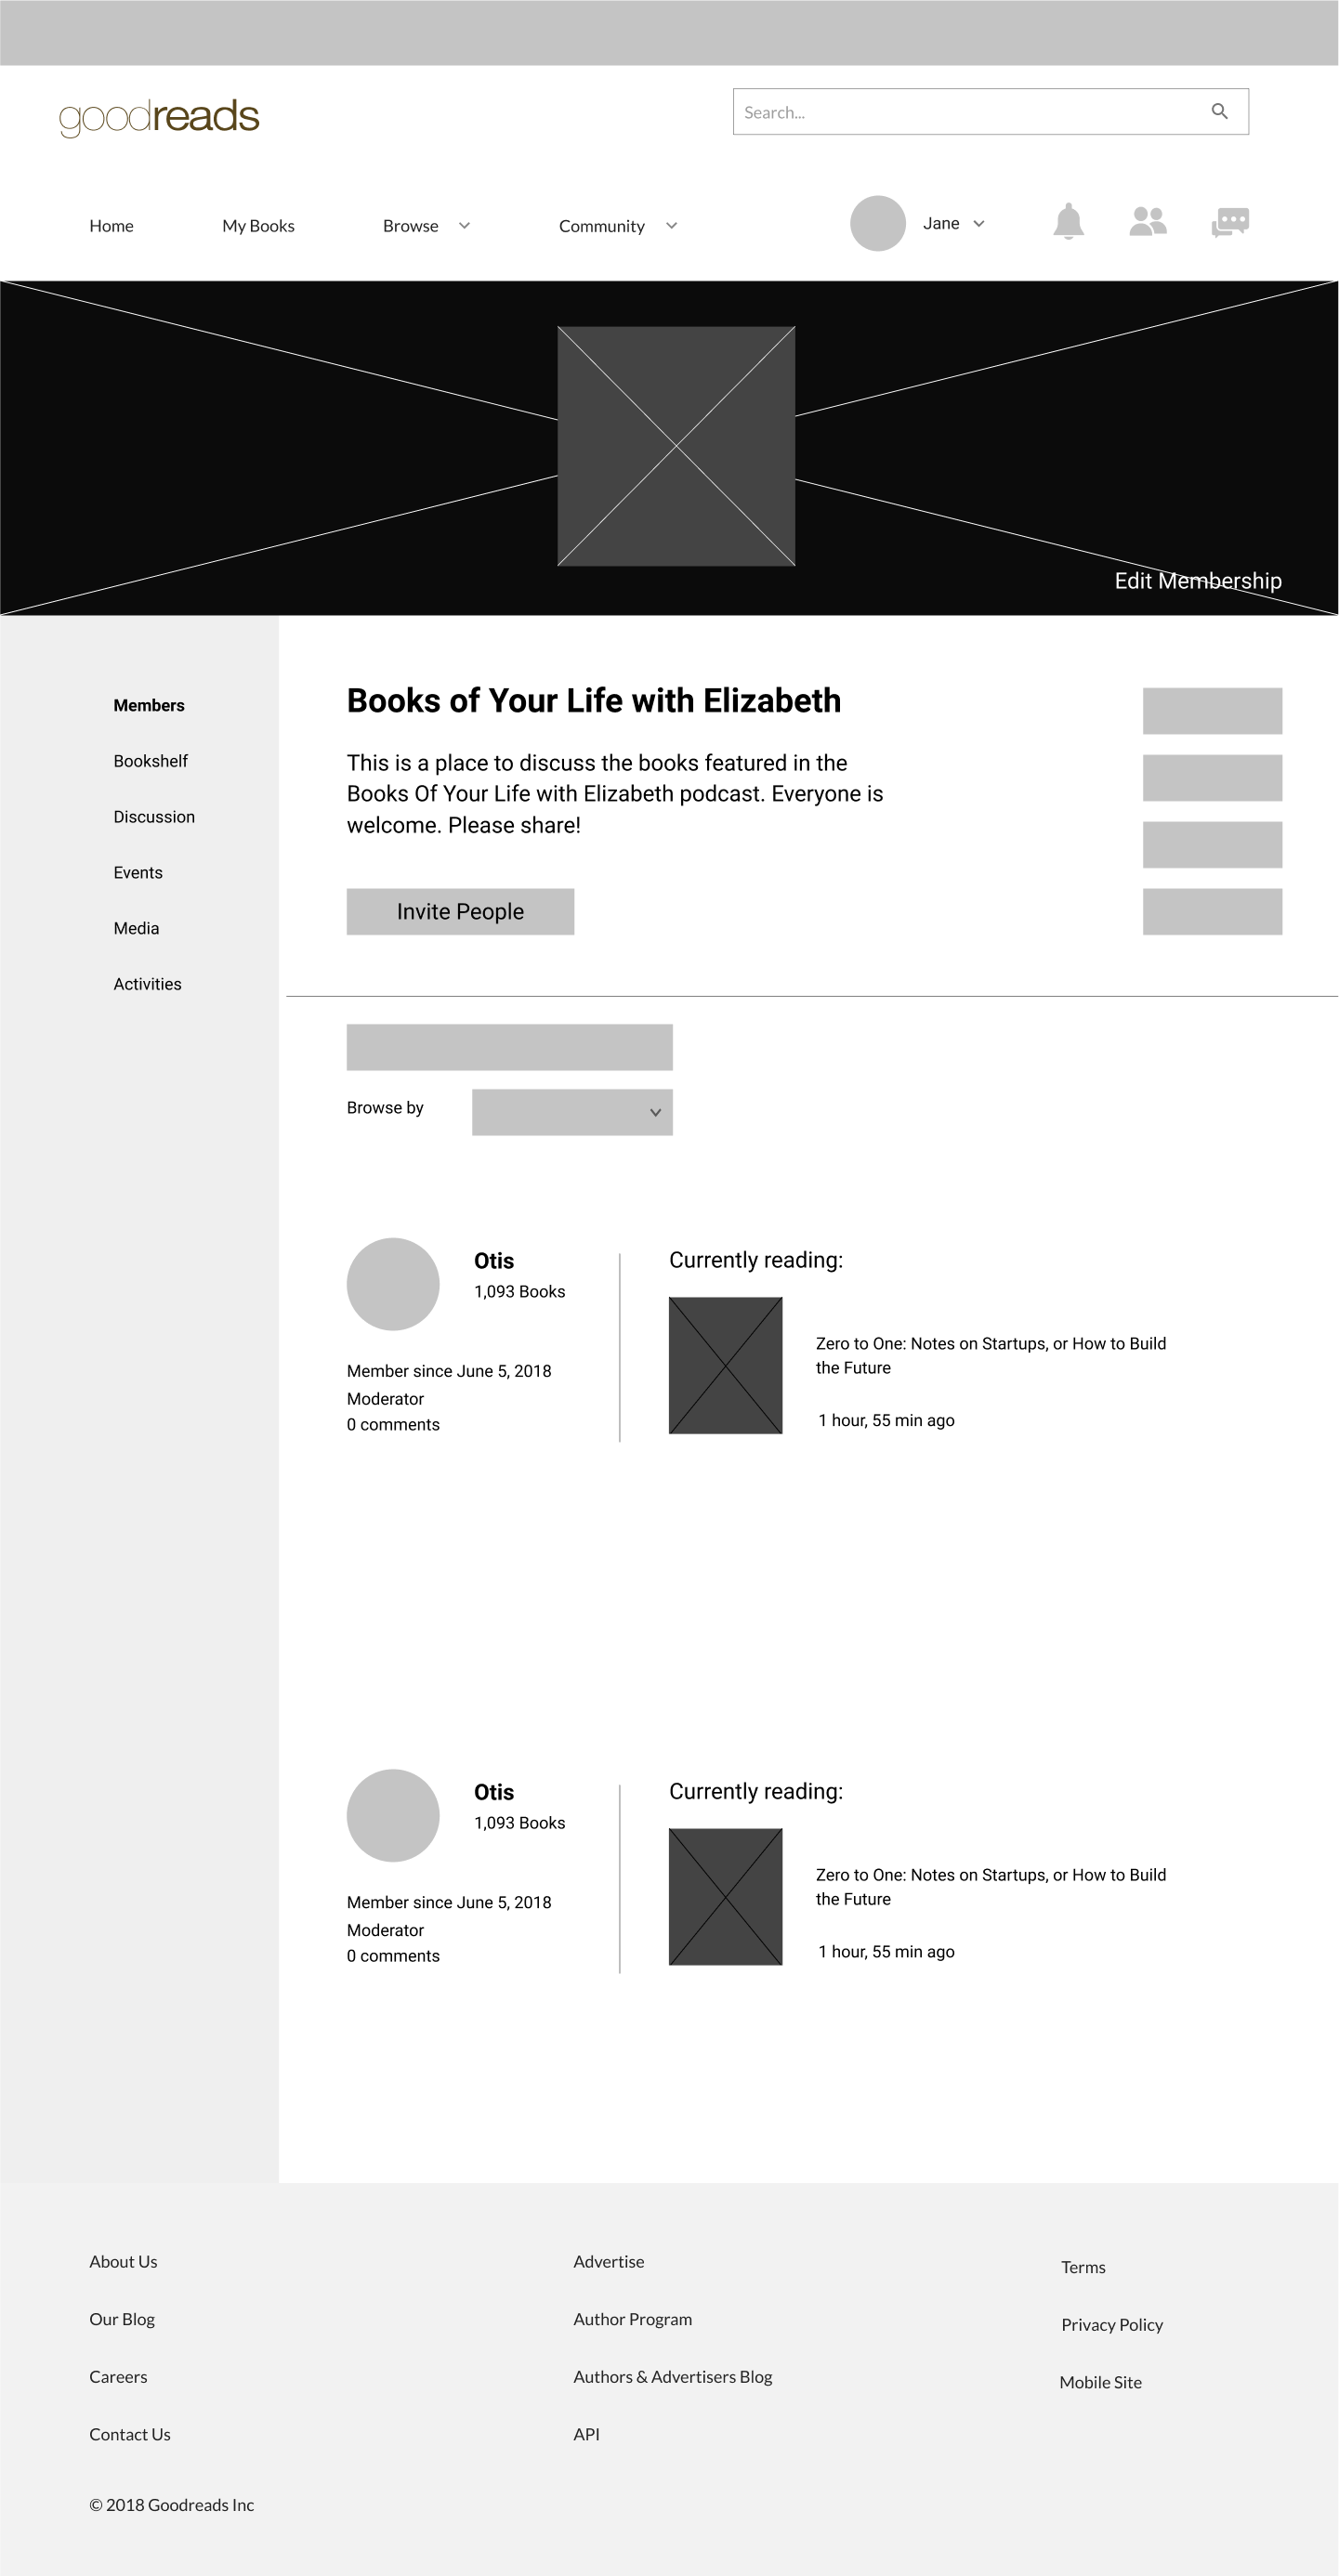 goodreads
Search...
Home
My Books
Browse
Community
Jane
Edit Membership
Members
Bookshelf
Discussion
Events
Media
Activities
Books of Your Life with Elizabeth
This is a place to discuss the books featured in the
Books Of Your Life with Elizabeth podcast. Everyone is
welcome. Please share!
Invite People
Browse by
Otis
1,093 Books
Member since June 5, 2018
Moderator
0 comments
Currently reading:
Zero to One: Notes on Startups, or How to Build
the Future
1 hour, 55 min ago
Otis
1,093 Books
Member since June 5, 2018
Moderator
0 comments
Currently reading:
Zero to One: Notes on Startups, or How to Build
the Future
1 hour, 55 min ago
About Us
Our Blog
Careers
Contact Us
Advertise
Author Program
Authors & Advertisers Blog
API
Terms
Privacy Policy
Mobile Site
© 2018 Goodreads Inc